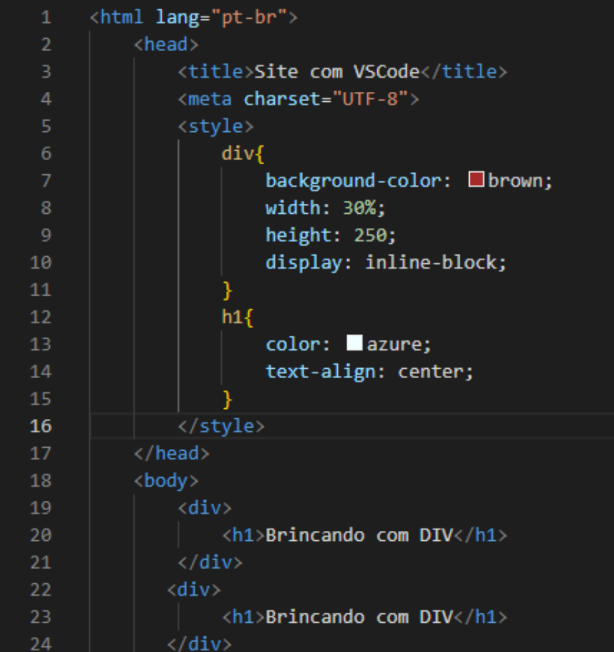 1 <html lang="pt-br">
2 <head>
3 <title>Site com VSCode</title>
4 <meta charset="UTF-8">
5 <style>
6 div{
7 background-color: brown;
8 width: 30%;
9 height: 250;
10 display: inline-block;
11 }
12 h1{
13 color: azure;
14 text-align: center;
15 }
16 </style>
17 </head>
18 <body>
19 <div>
20 <h1>Brincando com DIV</h1>
21 </div>
22 <div>
23 <h1>Brincando com DIV</h1>
24 </div>